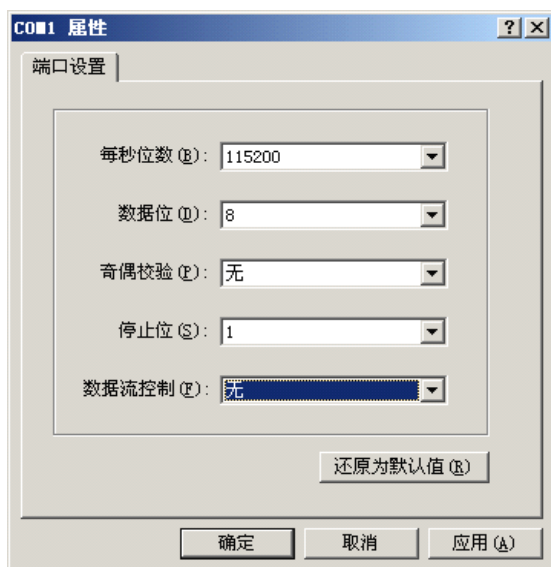 COM1 属性
端口设置
每秒位数(B): 115200
数据位(D): 8
奇偶校验(P): 无
停止位(S): 1
数据流控制(F): 无
还原为默认值(R)
确定 取消 应用(A)